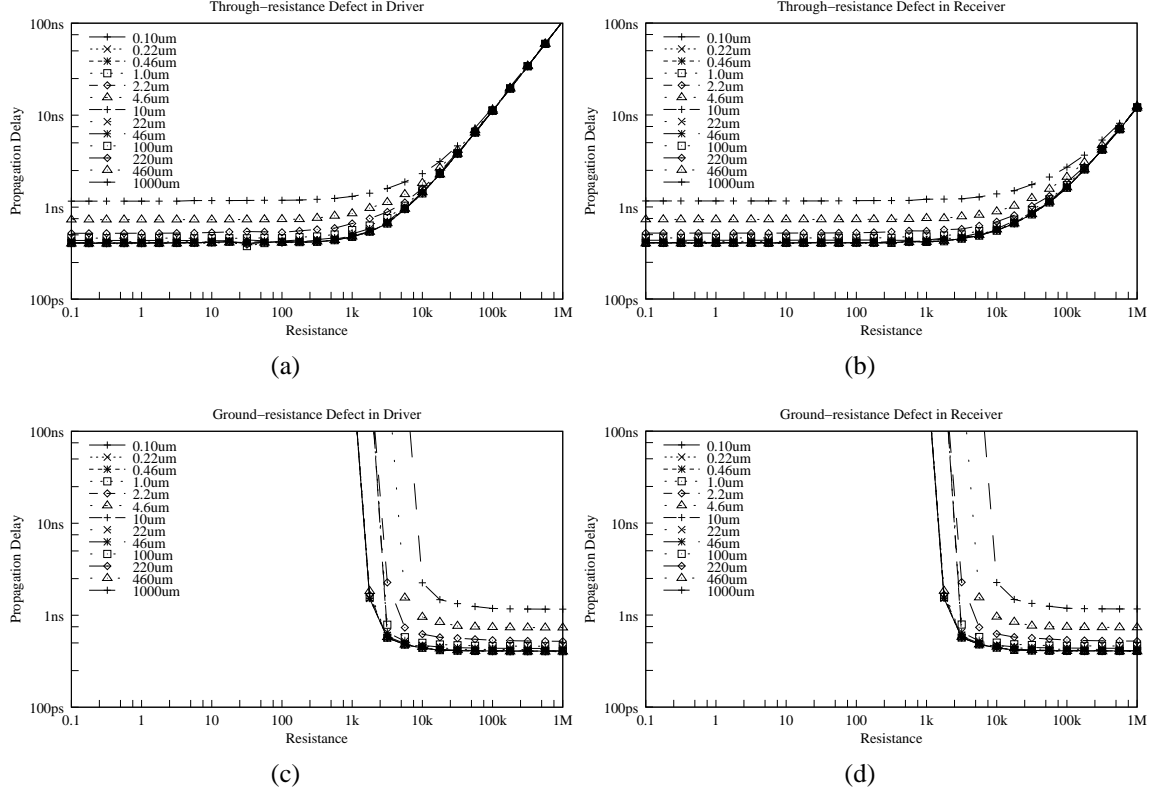 Through−resistance Defect in Driver
100ns
10ns
1ns
100ps
Propagation Delay
0.10um
0.22um
0.46um
1.0um
2.2um
4.6um
10um
22um
46um
100um
220um
460um
1000um
0.1 1 10 100 1k 10k 100k 1M
Resistance
(a)
Through−resistance Defect in Receiver
100ns
10ns
1ns
100ps
Propagation Delay
0.10um
0.22um
0.46um
1.0um
2.2um
4.6um
10um
22um
46um
100um
220um
460um
1000um
0.1 1 10 100 1k 10k 100k 1M
Resistance
(b)
Ground−resistance Defect in Driver
100ns
10ns
1ns
100ps
Propagation Delay
0.10um
0.22um
0.46um
1.0um
2.2um
4.6um
10um
22um
46um
100um
220um
460um
1000um
0.1 1 10 100 1k 10k 100k 1M
Resistance
(c)
Ground−resistance Defect in Receiver
100ns
10ns
1ns
100ps
Propagation Delay
0.10um
0.22um
0.46um
1.0um
2.2um
4.6um
10um
22um
46um
100um
220um
460um
1000um
0.1 1 10 100 1k 10k 100k 1M
Resistance
(d)